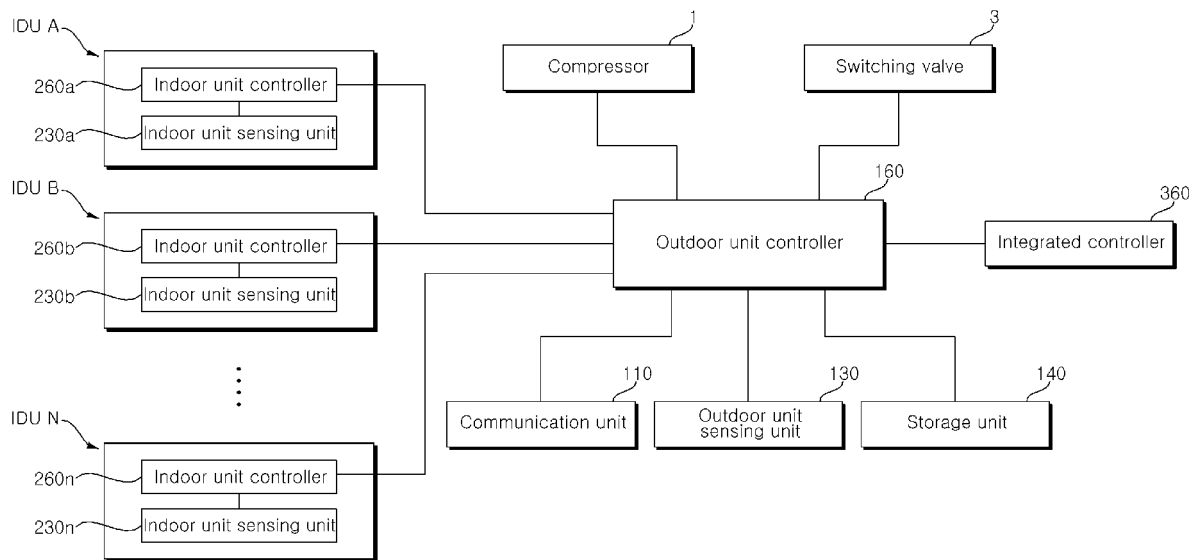 IDU A
260a
Indoor unit controller
230a
Indoor unit sensing unit
IDU B
260b
Indoor unit controller
230b
Indoor unit sensing unit
IDU N
260n
Indoor unit controller
230n
Indoor unit sensing unit
1
Compressor
3
Switching valve
160
Outdoor unit controller
360
Integrated controller
110
Communication unit
130
Outdoor unit
sensing unit
140
Storage unit